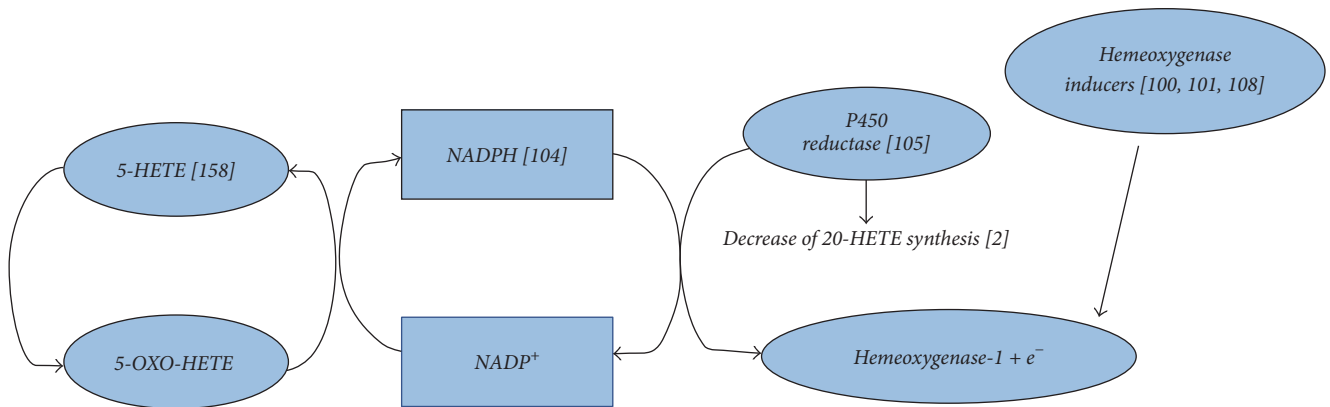 5-HETE [158]
5-OXO-HETE
NADPH [104]
NADP⁺
P450
reductase [105]
Decrease of 20-HETE synthesis [2]
Hemeoxygenase
inducers [100, 101, 108]
Hemeoxygenase-1 + e⁻